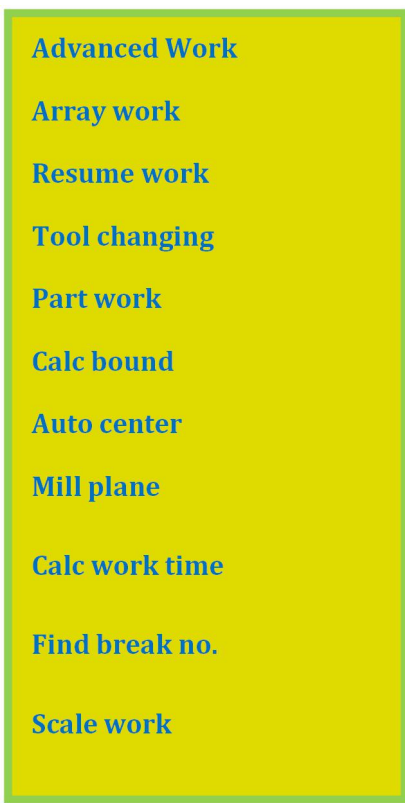 Advanced Work
Array work
Resume work
Tool changing
Part work
Calc bound
Auto center
Mill plane
Calc work time
Find break no.
Scale work